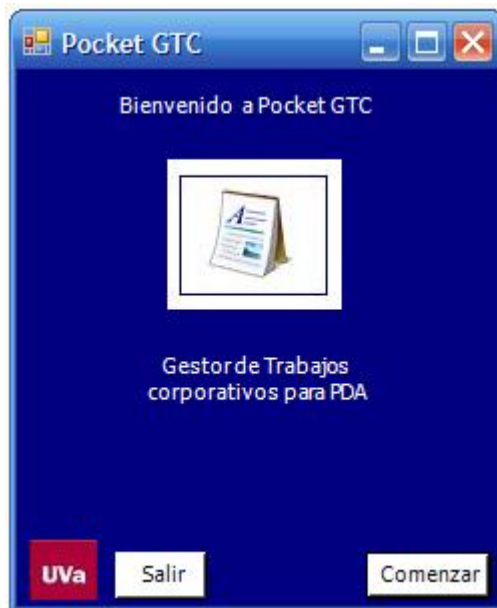 Pocket GTC
Bienvenido a Pocket GTC
A
Gestor de Trabajos
corporativos para PDA
UVa
Salir
Comenzar